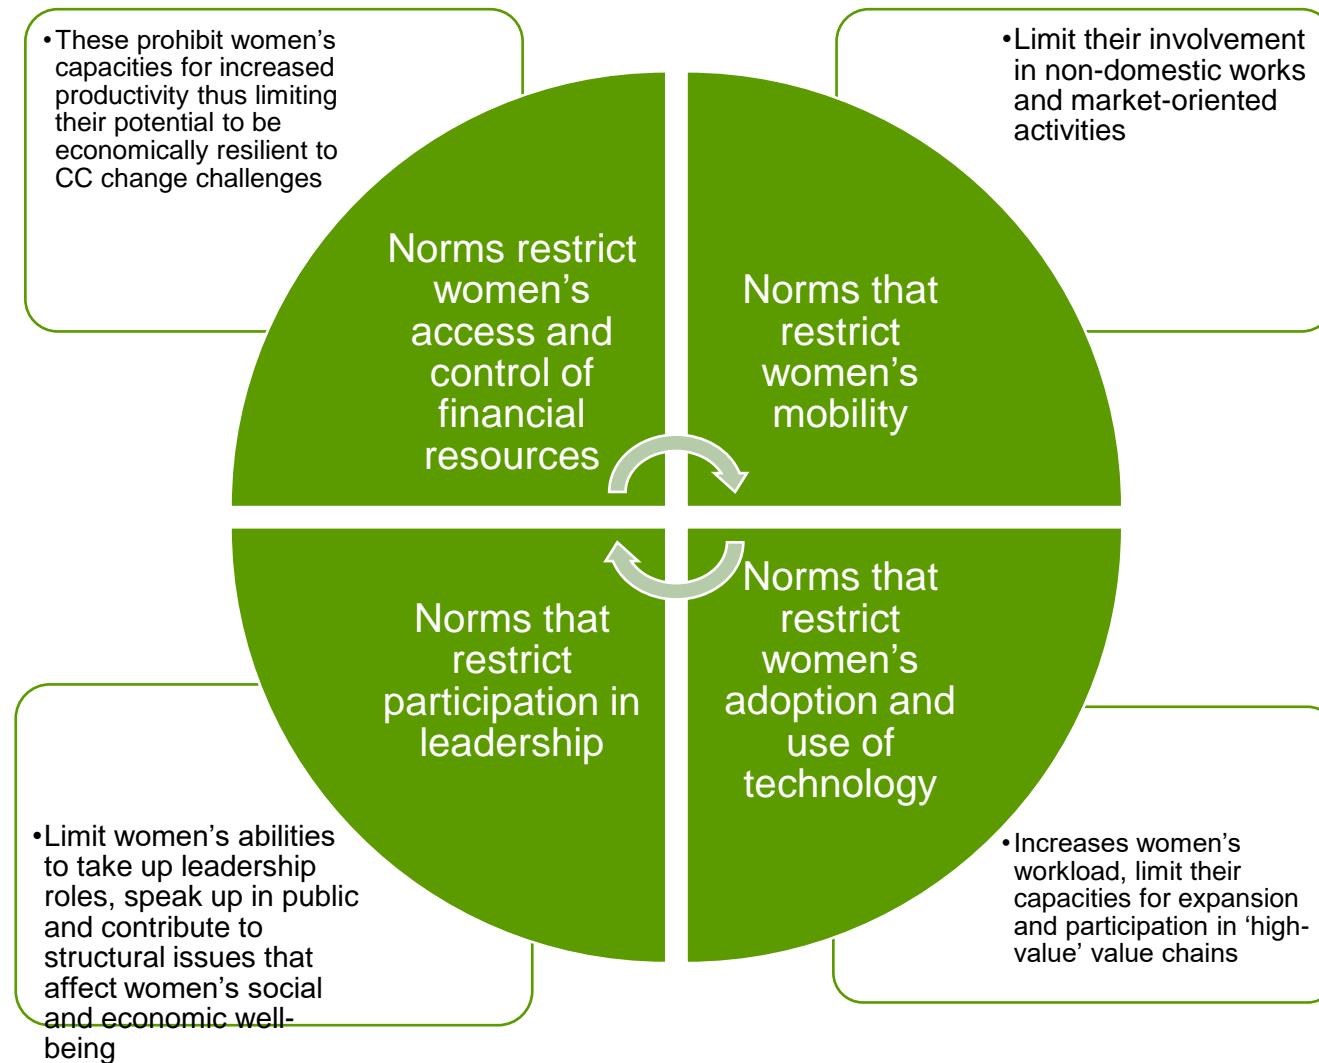 •These prohibit women’s
capacities for increased
productivity thus limiting
their potential to be
economically resilient to
CC change challenges
•Limit their involvement
in non-domestic works
and market-oriented
activities
Norms restrict
women’s
access and
control of
financial
resources
Norms that
restrict
women’s
mobility
Norms that
restrict
participation in
leadership
Norms that
restrict
women’s
adoption and
use of
technology
•Limit women’s abilities
to take up leadership
roles, speak up in public
and contribute to
structural issues that
affect women’s social
and economic well-
being
•Increases women’s
workload, limit their
capacities for expansion
and participation in ‘high-
value’ value chains